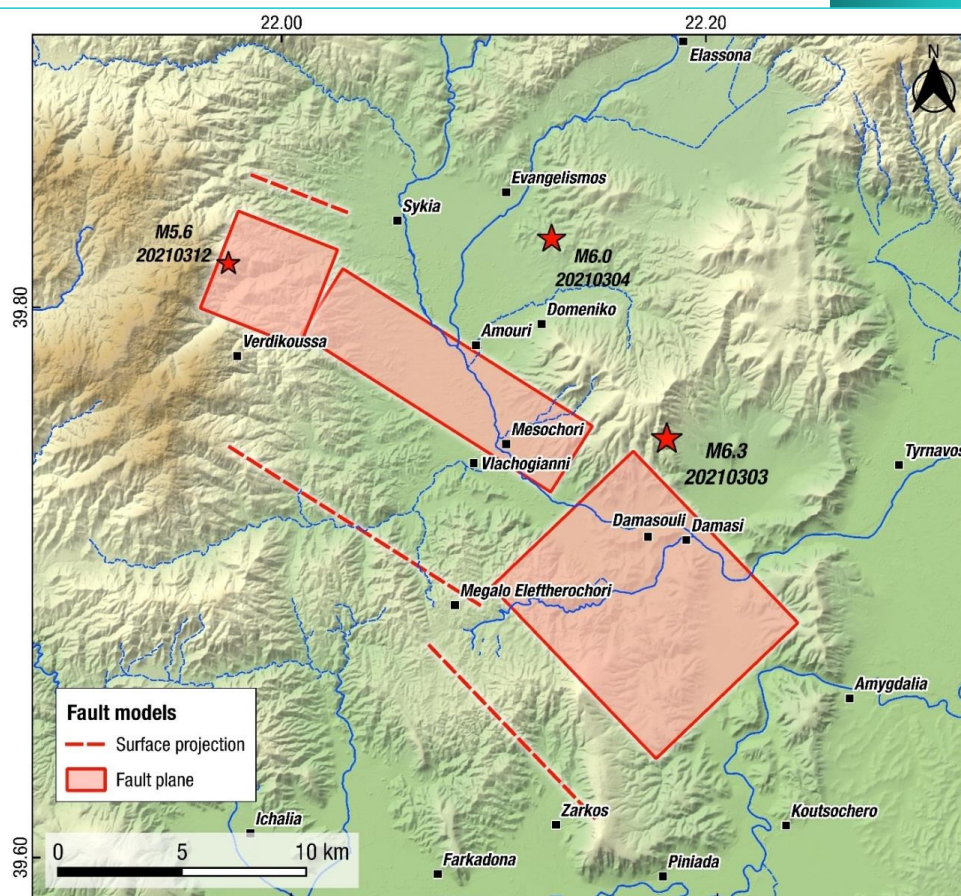 22.00
22.20
N
Elassona
Evangelismos
Sykia
M5.6
20210312
M6.0
20210304
39.80
Domeniko
Amouri
Verdikoussa
Mesochori
Vlachogianni
M6.3
20210303
Tyrnavos
Damasouli
Damasi
Megalo Eleftherochori
Amygdalia
Fault models
Surface projection
Fault plane
Zarkos
Koutsochero
Ichalia
39.60
0 5 10 km
Farkadona
Piniada